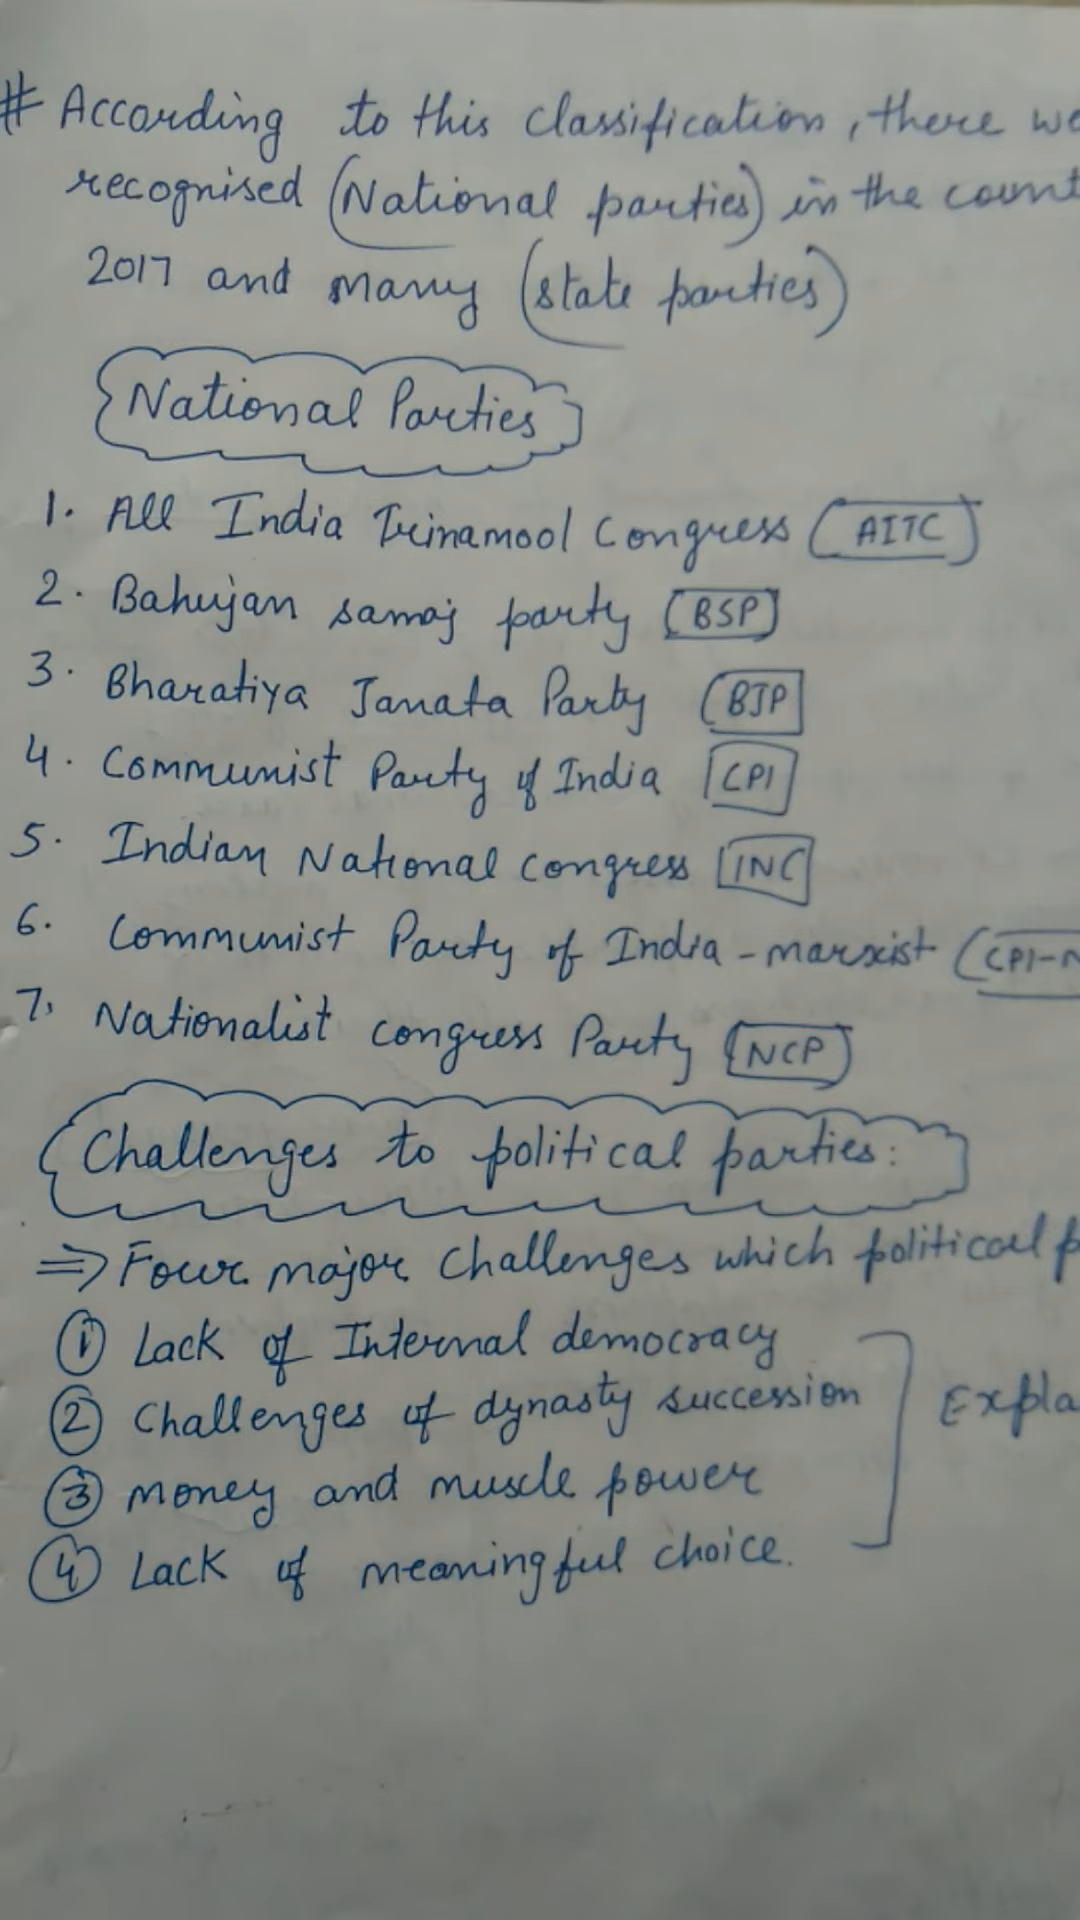 # According to this classification, there we
recognised (National parties) in the count
2017 and many (state parties)
National Parties
1. All India Trinamool Congress (AITC)
2. Bahujan samaj party [BSP]
3. Bharatiya Janata Party (BJP]
4. Communist Party of India [CPI]
5. Indian National congress [INC]
6. Communist Party of India - marxist (CPI-M
7. Nationalist congress Party [NCP]
Challenges to political parties:
⇒ Four major challenges which political p
① Lack of Internal democracy
② Challenges of dynasty succession
Expla
③ money and muscle power
④ Lack of meaningful choice.